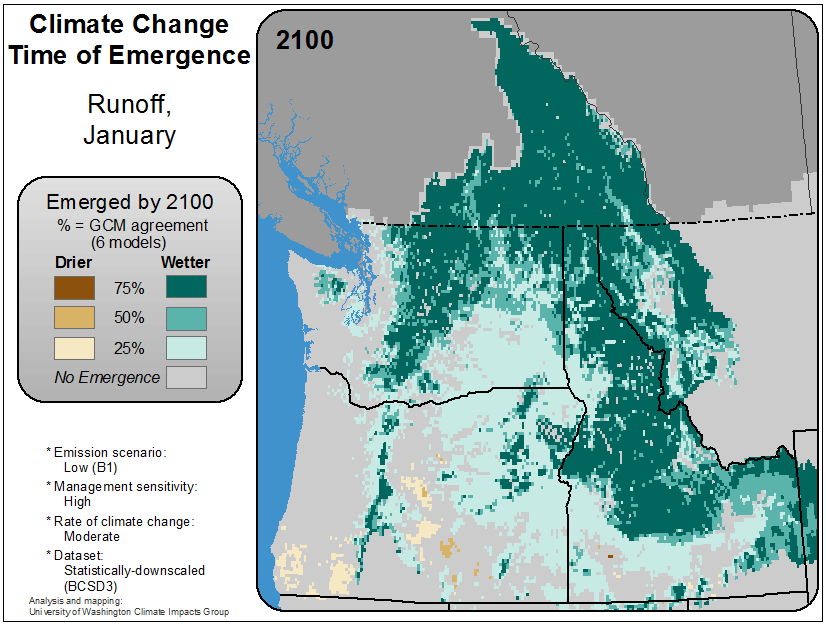 Climate Change
Time of Emergence
Runoff,
January
2100
Emerged by 2100
% = GCM agreement
(6 models)
Drier
Wetter
75%
50%
25%
No Emergence
* Emission scenario:
Low (B1)
* Management sensitivity:
High
* Rate of climate change:
Moderate
* Dataset:
Statistically-downscaled
(BCSD3)
Analysis and mapping:
University of Washington Climate Impacts Group